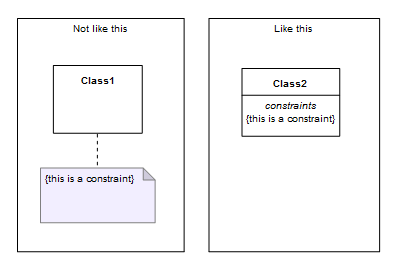 Not like this
Class1
{this is a constraint}
Like this
Class2
constraints
{this is a constraint}